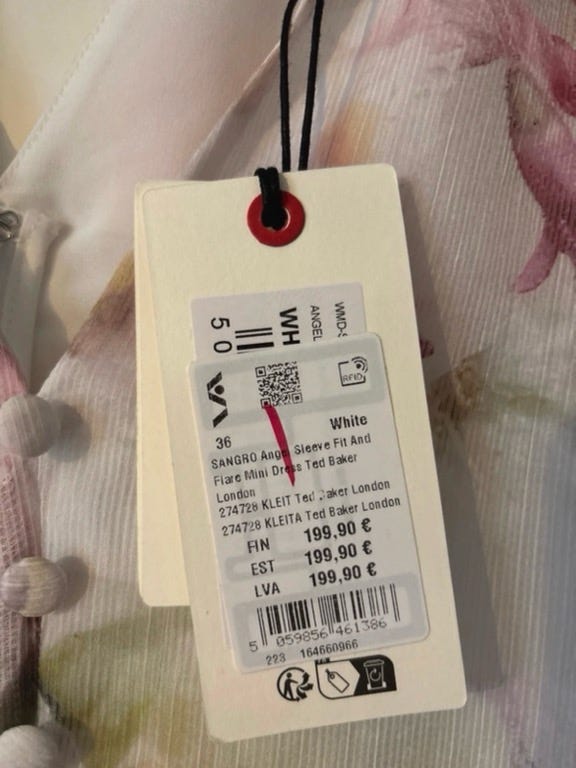 WMD-S
ANGEL
WH
5 0
RFID
36 White
SANGRO Angel Sleeve Fit And
Flare Mini Dress Ted Baker
London
274728 KLEIT Ted Baker London
274728 KLEITA Ted Baker London
FIN 199,90 €
EST 199,90 €
LVA 199,90 €
5 059856 461386
223 164660966